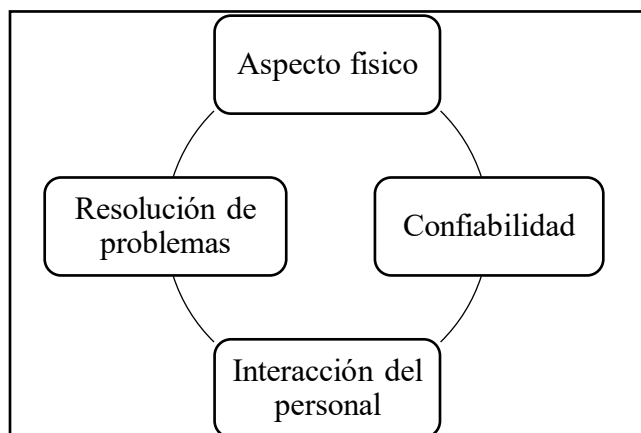 Aspecto fisico
Resolución de
problemas
Confiabilidad
Interacción del
personal